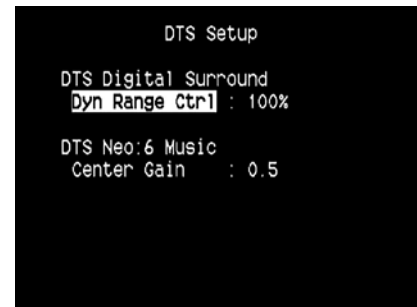 DTS Setup
DTS Digital Surround
Dyn Range Ctrl : 100%
DTS Neo:6 Music
Center Gain : 0.5